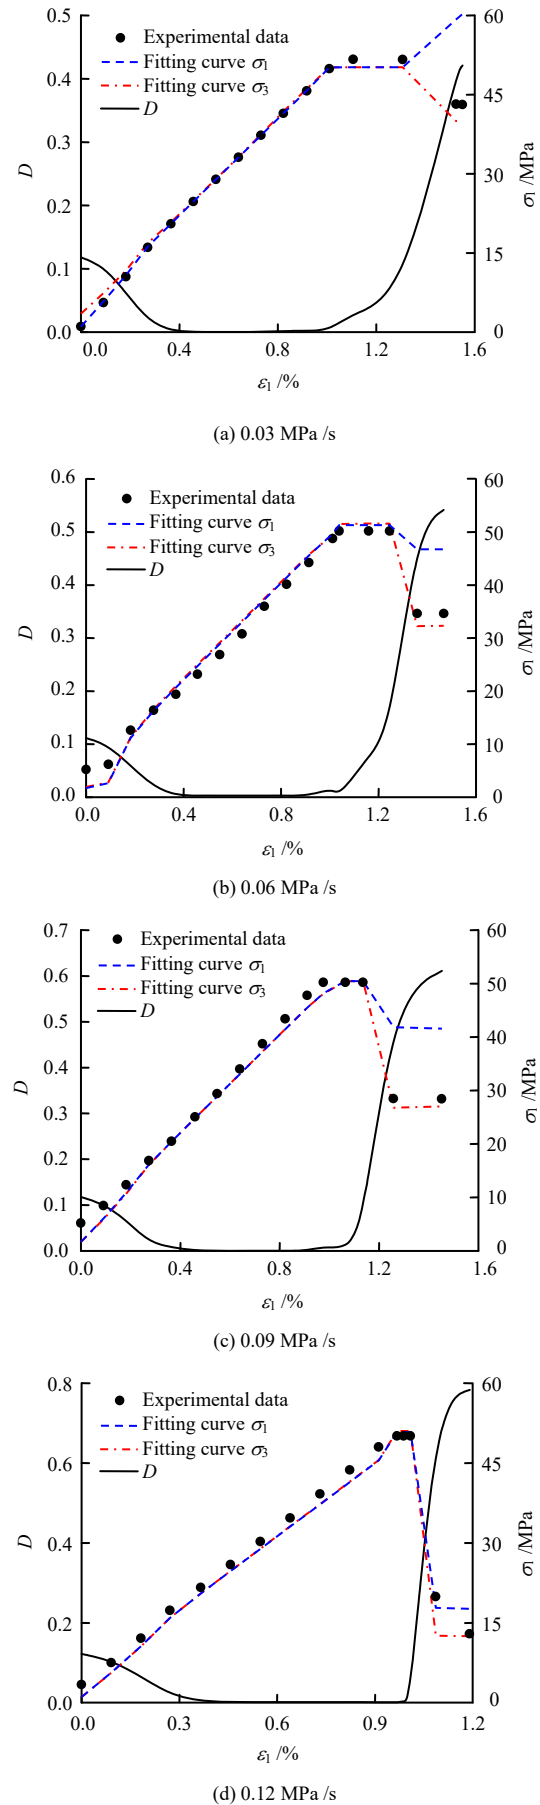 0.5
0.4
0.3
0.2
0.1
0.0
D
Experimental data
Fitting curve σ1
Fitting curve σ3
D
60
45
30
15
0
σ1 /MPa
0.0 0.4 0.8 1.2 1.6
ε1 /%
(a) 0.03 MPa /s
0.6
0.5
0.4
0.3
0.2
0.1
0.0
D
Experimental data
Fitting curve σ1
Fitting curve σ3
D
60
50
40
30
20
10
0
σ1 /MPa
0.0 0.4 0.8 1.2 1.6
ε1 /%
(b) 0.06 MPa /s
0.7
0.6
0.5
0.4
0.3
0.2
0.1
0.0
D
Experimental data
Fitting curve σ1
Fitting curve σ3
D
60
50
40
30
20
10
0
σ1 /MPa
0.0 0.4 0.8 1.2 1.6
ε1 /%
(c) 0.09 MPa /s
0.8
0.6
0.4
0.2
0.0
D
Experimental data
Fitting curve σ1
Fitting curve σ3
D
60
45
30
15
0
σ1 /MPa
0.0 0.3 0.6 0.9 1.2
ε1 /%
(d) 0.12 MPa /s